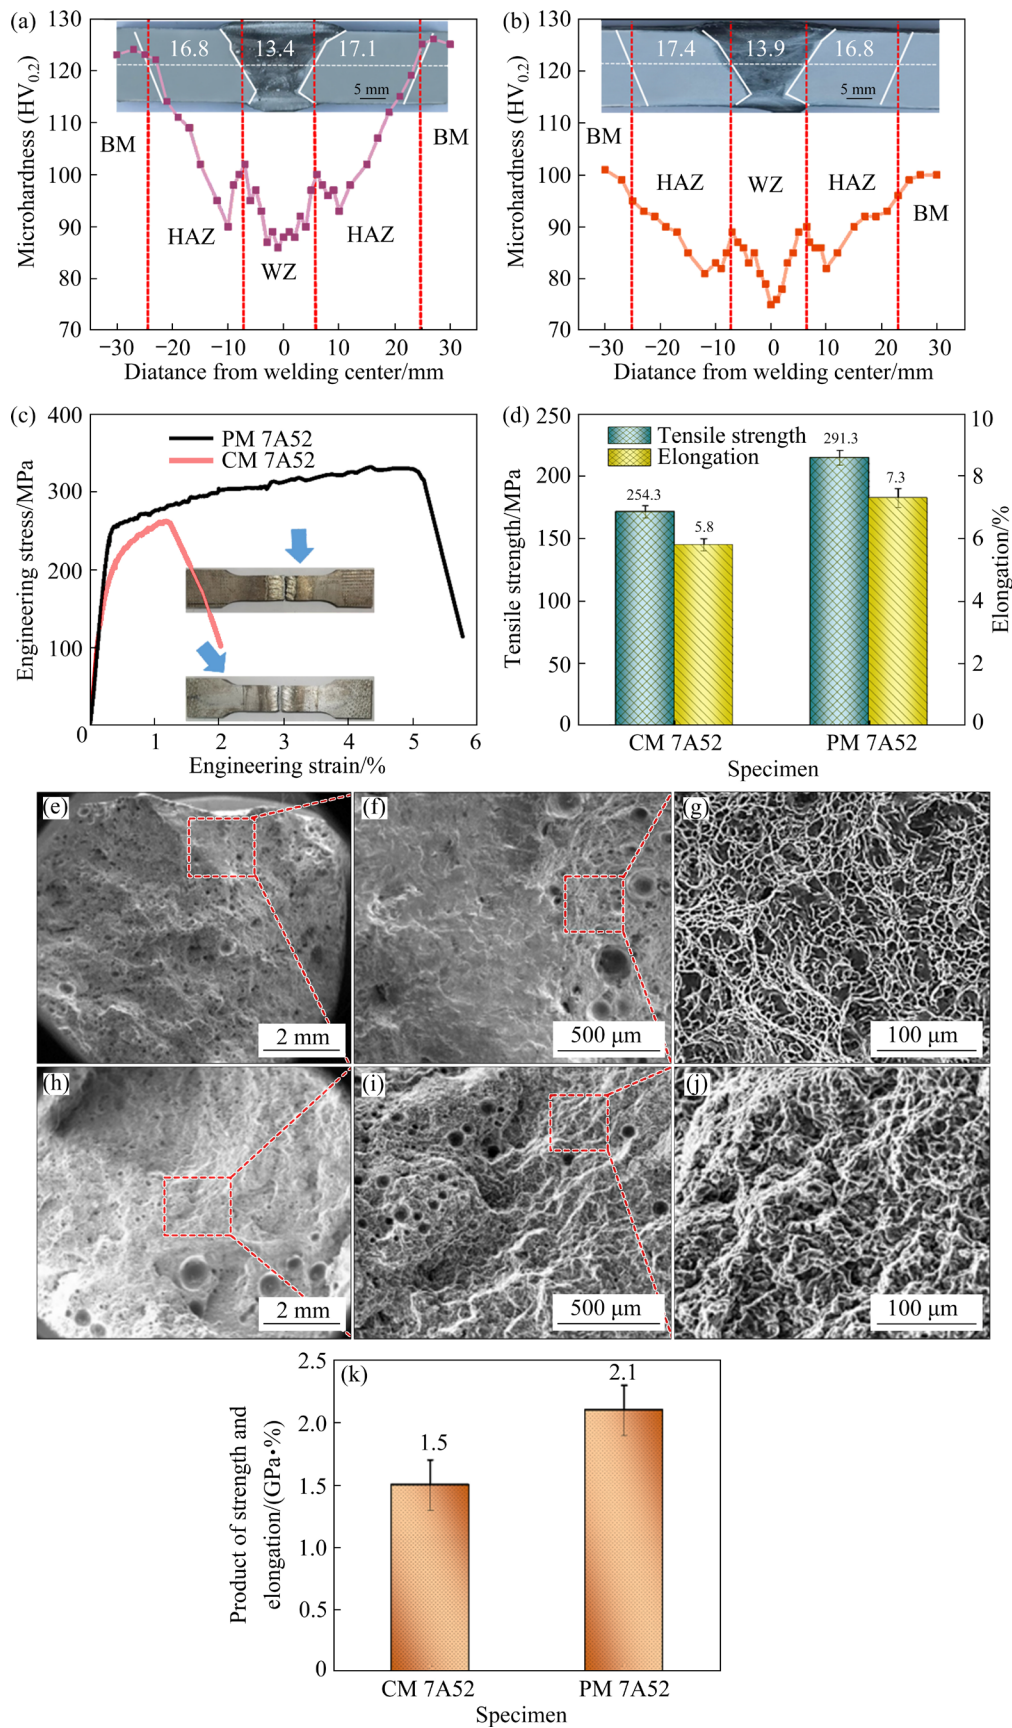 (a)
130
120
110
100
90
80
70
Microhardness (HV0.2)
16.8
13.4
17.1
5 mm
BM
BM
HAZ
WZ
HAZ
−30
−20
−10
0
10
20
30
Diatance from welding center/mm
(b)
130
120
110
100
90
80
70
Microhardness (HV0.2)
17.4
13.9
16.8
5 mm
BM
HAZ
WZ
HAZ
BM
−30
−20
−10
0
10
20
30
Diatance from welding center/mm
(c)
400
300
200
100
0
Engineering stress/MPa
PM 7A52
CM 7A52
1
2
3
4
5
6
Engineering strain/%
(d)
250
200
150
100
50
0
Tensile strength/MPa
Tensile strength
Elongation
254.3
5.8
291.3
7.3
10
8
6
4
2
0
Elongation/%
CM 7A52
PM 7A52
Specimen
(e)
2 mm
(f)
500 μm
(g)
100 μm
(h)
2 mm
(i)
500 μm
(j)
100 μm
(k)
2.5
2.0
1.5
1.0
0.5
0
Product of strength and
elongation/(GPa•%)
1.5
2.1
CM 7A52
PM 7A52
Specimen